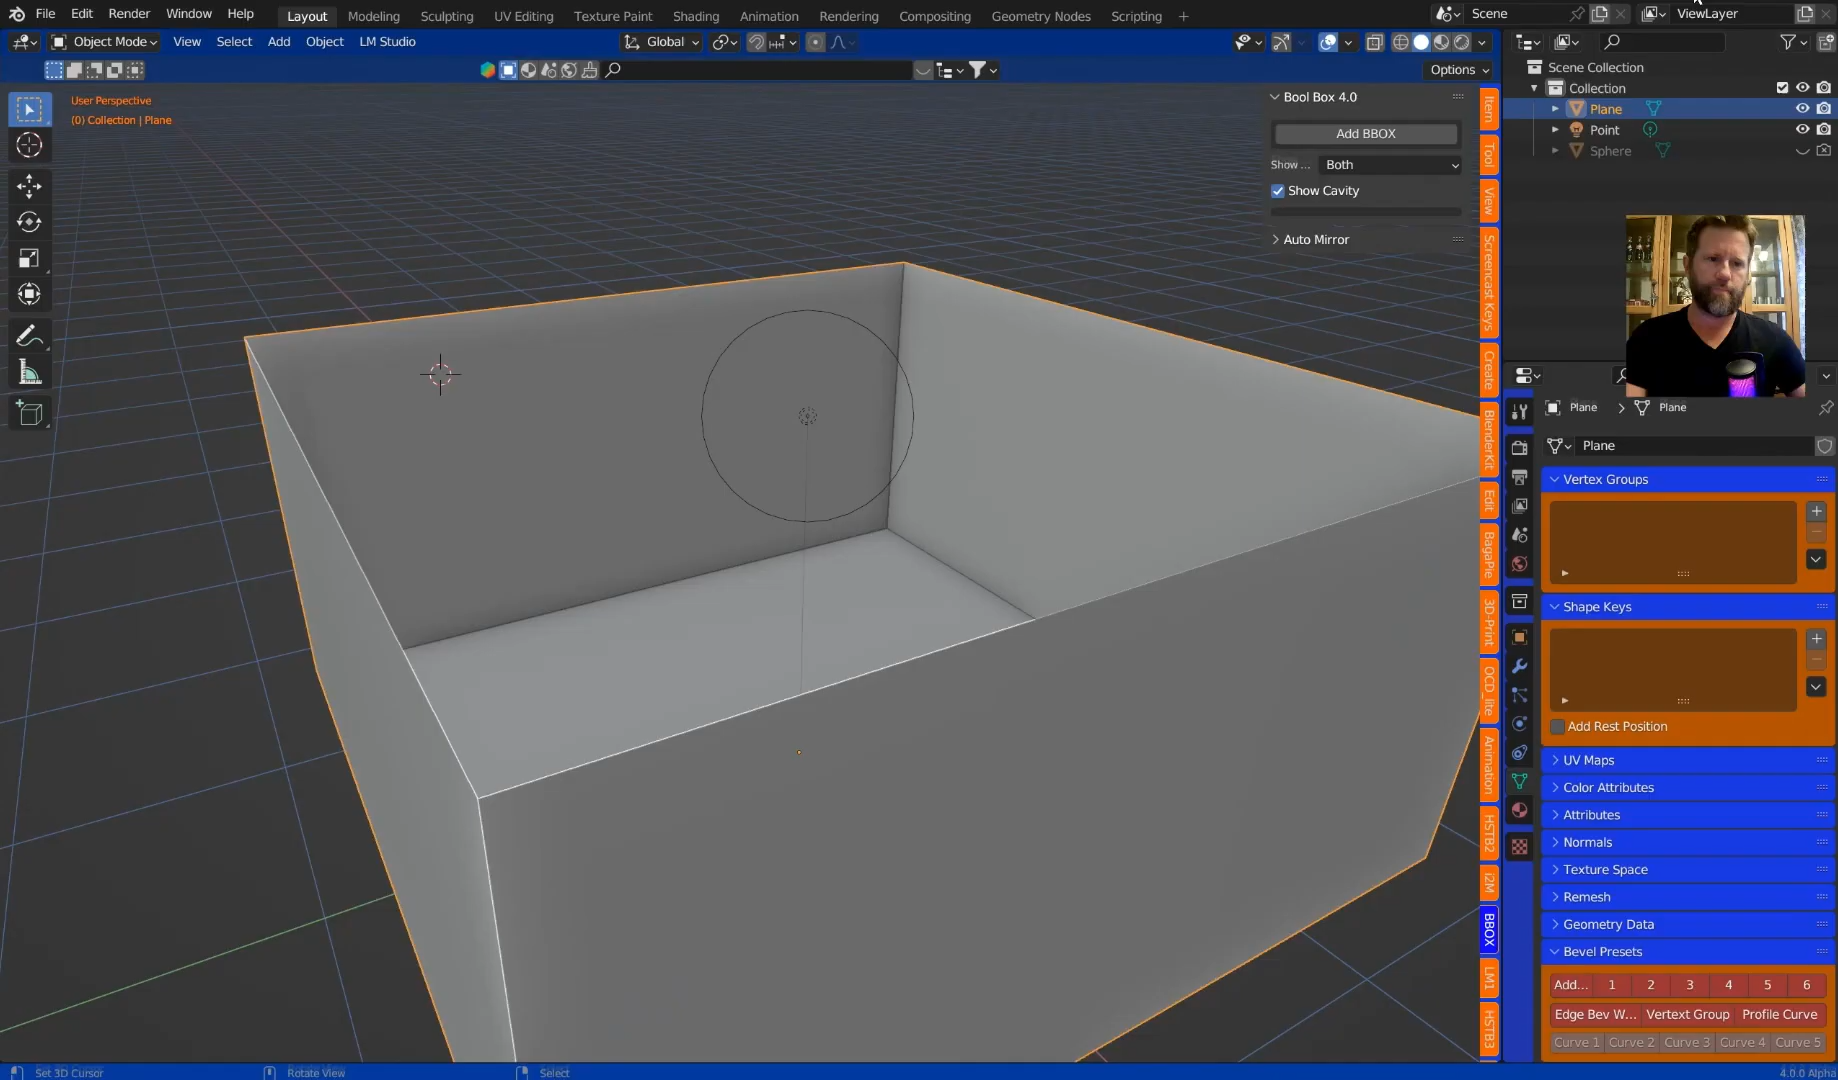 File Edit Render Window Help Layout Modeling Sculpting UV Editing Texture Paint Shading Animation Rendering Compositing Geometry Nodes Scripting + Scene ViewLayer
Object Mode View Select Add Object LM Studio Global
Options
User Perspective
(0) Collection | Plane
Bool Box 4.0
Add BBOX
Show ... Both
Show Cavity
Auto Mirror
Item
Tool
View
Screencast Keys
Create
BlenderKit
Edit
BagaPie
3D-Print
OCD_lite
Animation
HSTB2
i2M
BBOX
LM1
HSTB3
Scene Collection
Collection
Plane
Point
Sphere
Plane > Plane
Plane
Vertex Groups
Shape Keys
Add Rest Position
UV Maps
Color Attributes
Attributes
Normals
Texture Space
Remesh
Geometry Data
Bevel Presets
Add... 1 2 3 4 5 6
Edge Bev W... Vertext Group Profile Curve
Curve 1 Curve 2 Curve 3 Curve 4 Curve 5
Set 3D Cursor Rotate View Select 4.0.0 Alpha